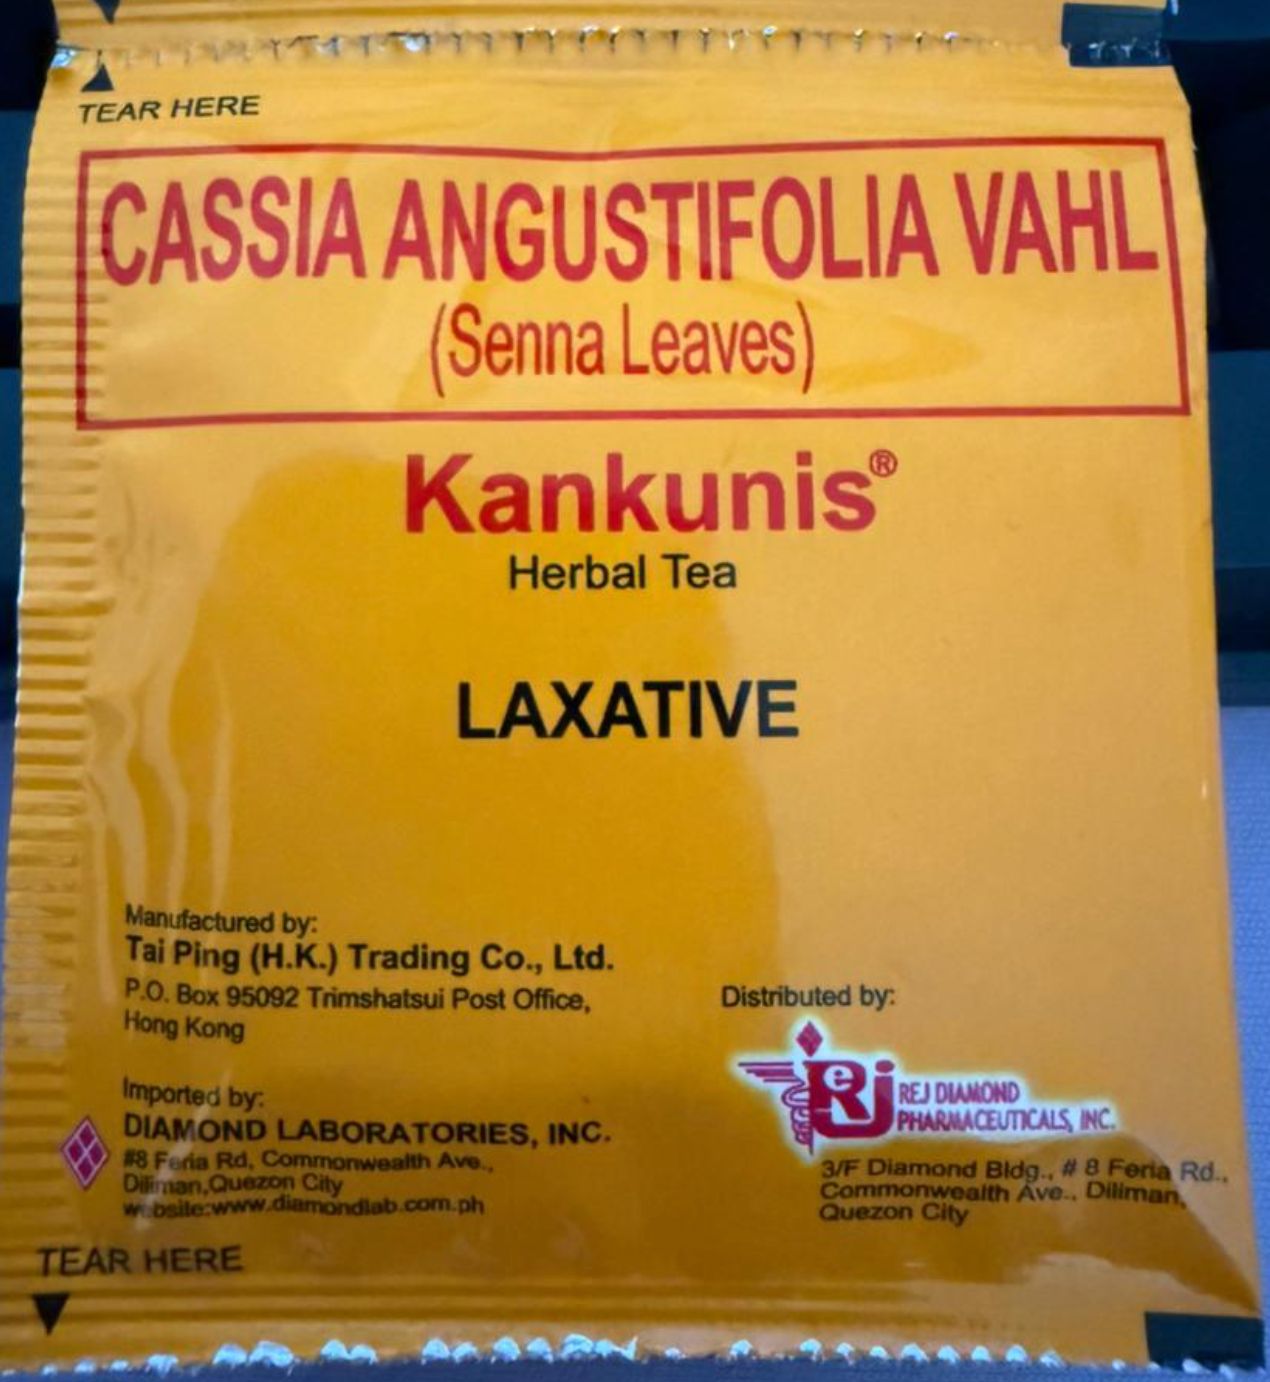 TEAR HERE
CASSIA ANGUSTIFOLIA VAHL
(Senna Leaves)
Kankunis®
Herbal Tea
LAXATIVE
Manufactured by:
Tai Ping (H.K.) Trading Co., Ltd.
P.O. Box 95092 Trimshatsui Post Office,
Hong Kong
Imported by:
DIAMOND LABORATORIES, INC.
#8 Feria Rd, Commonwealth Ave.,
Diliman,Quezon City
website:www.diamondlab.com.ph
Distributed by:
ReJ
REJ DIAMOND
PHARMACEUTICALS, INC.
3/F Diamond Bldg., # 8 Feria Rd.,
Commonwealth Ave., Diliman,
Quezon City
TEAR HERE